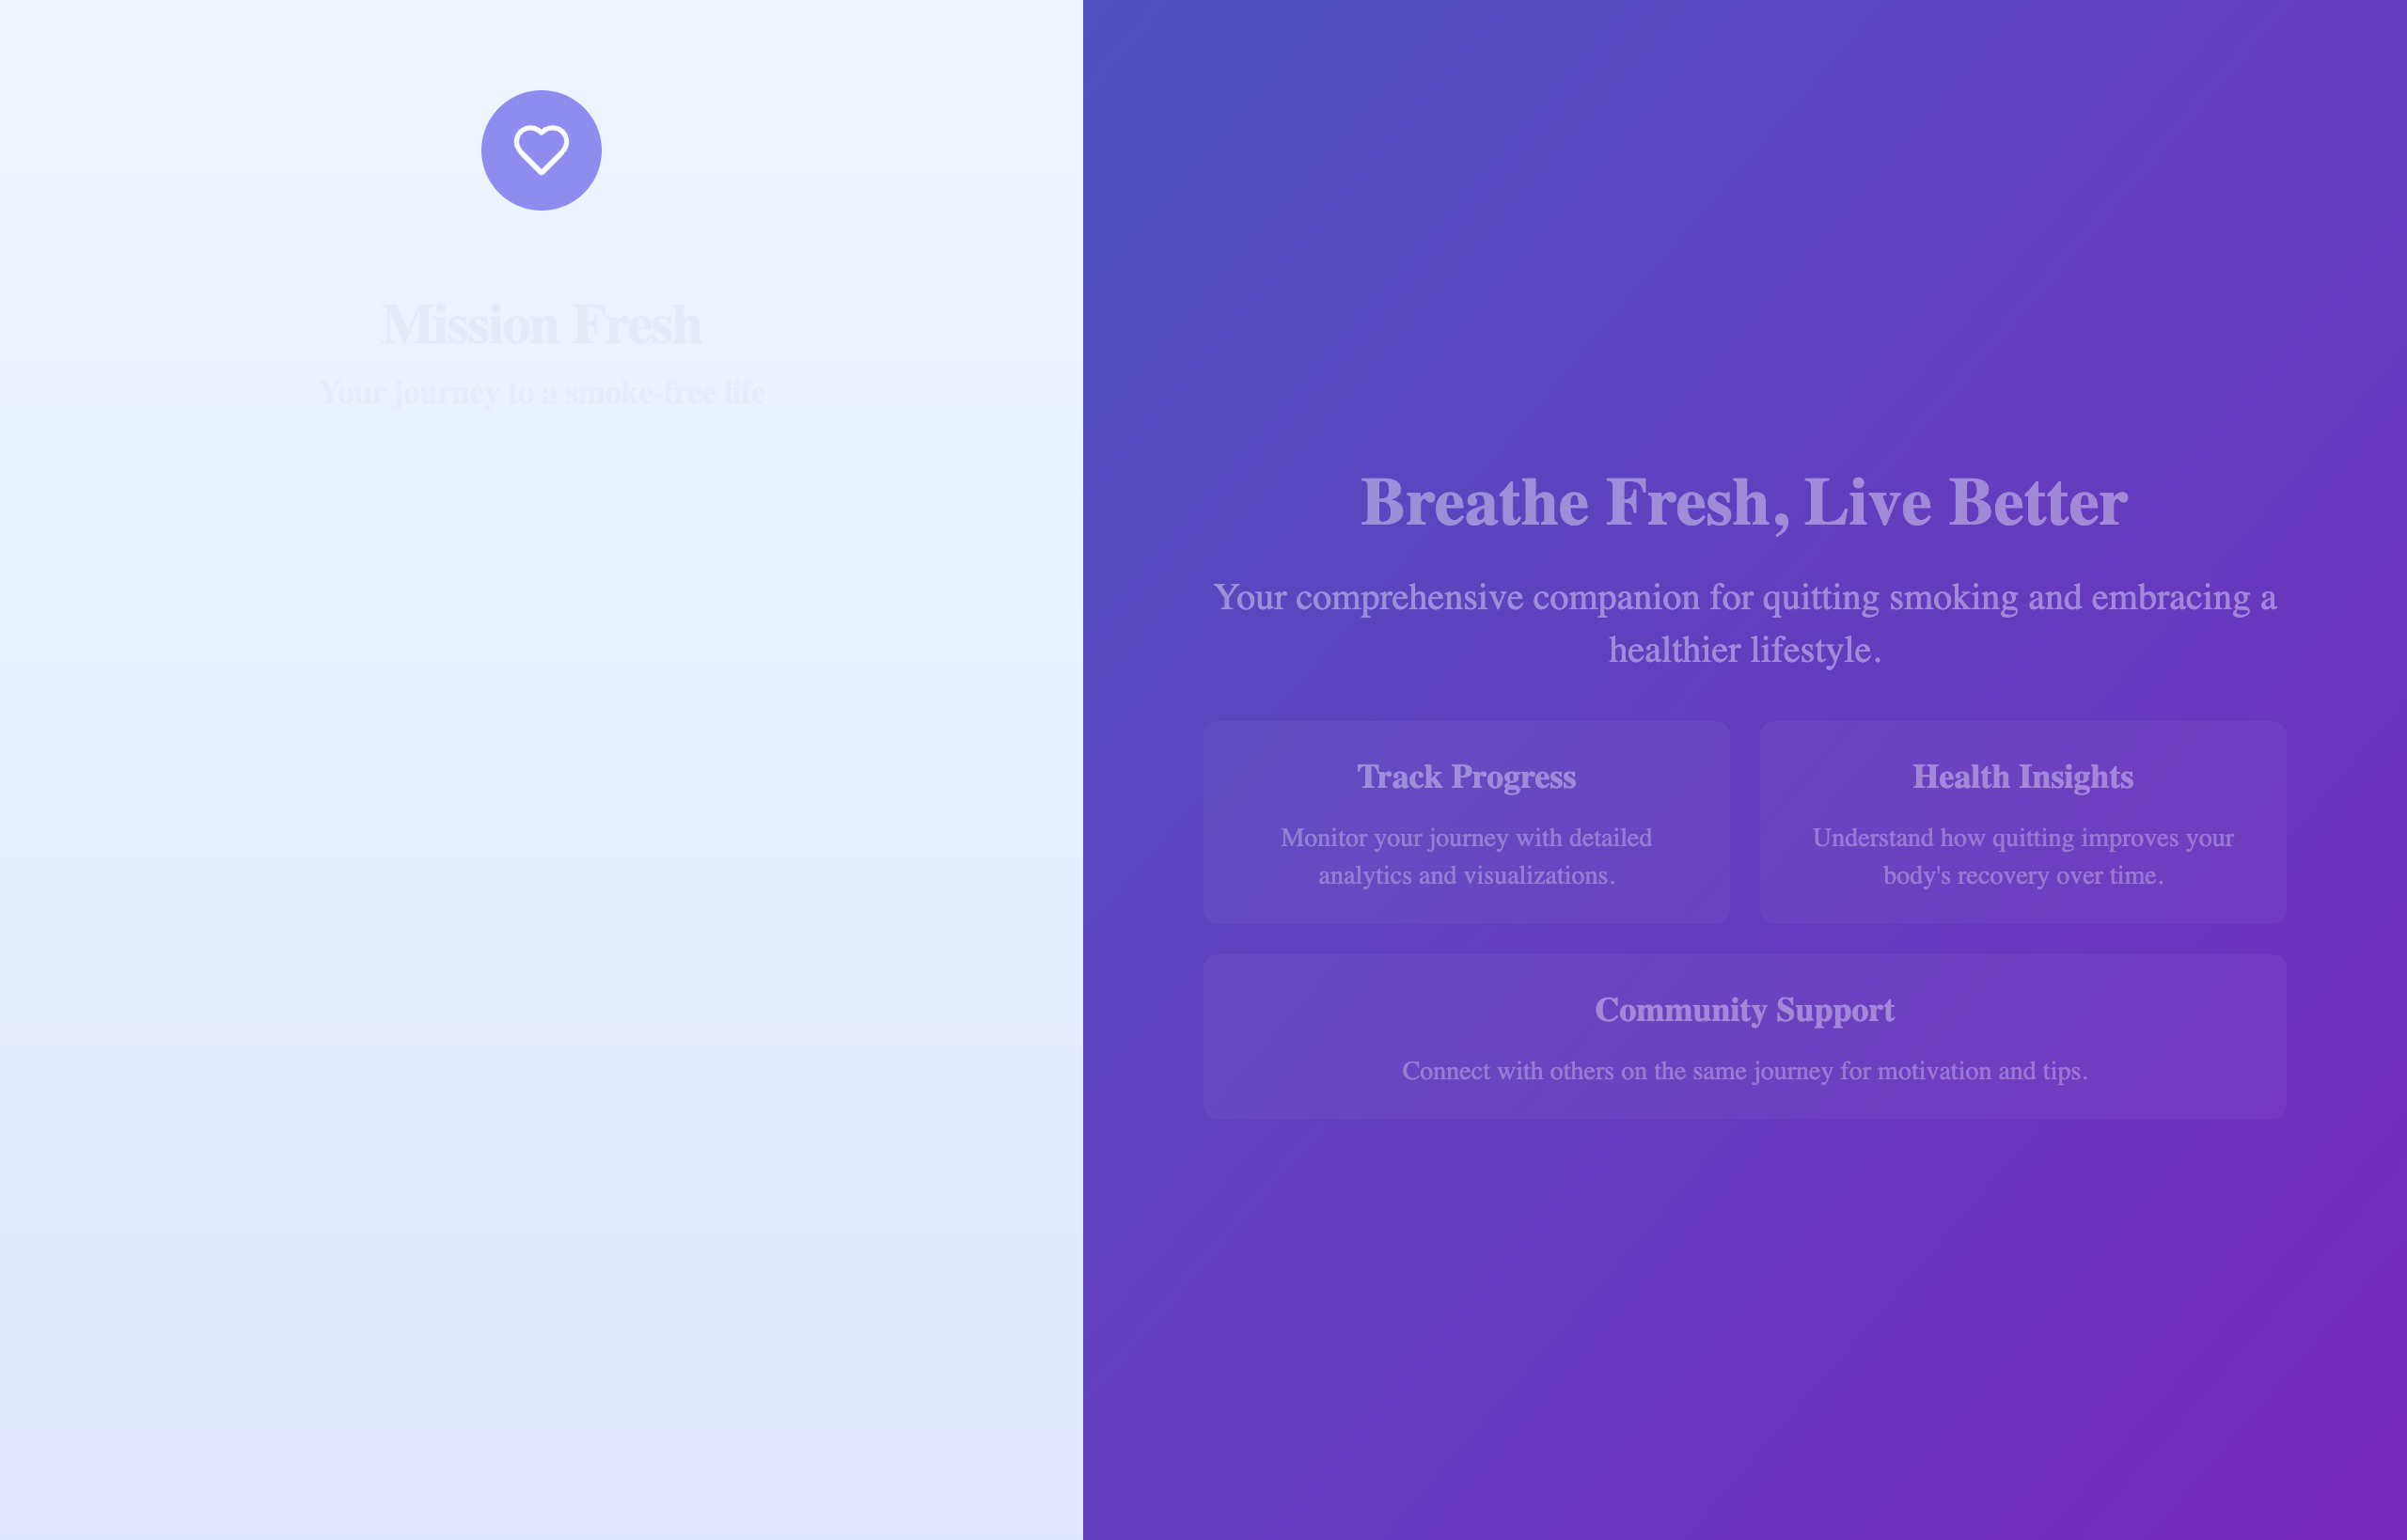 Mission Fresh
Your journey to a smoke-free life
Breathe Fresh, Live Better
Your comprehensive companion for quitting smoking and embracing a
healthier lifestyle.
Track Progress
Monitor your journey with detailed
analytics and visualizations.
Health Insights
Understand how quitting improves your
body's recovery over time.
Community Support
Connect with others on the same journey for motivation and tips.